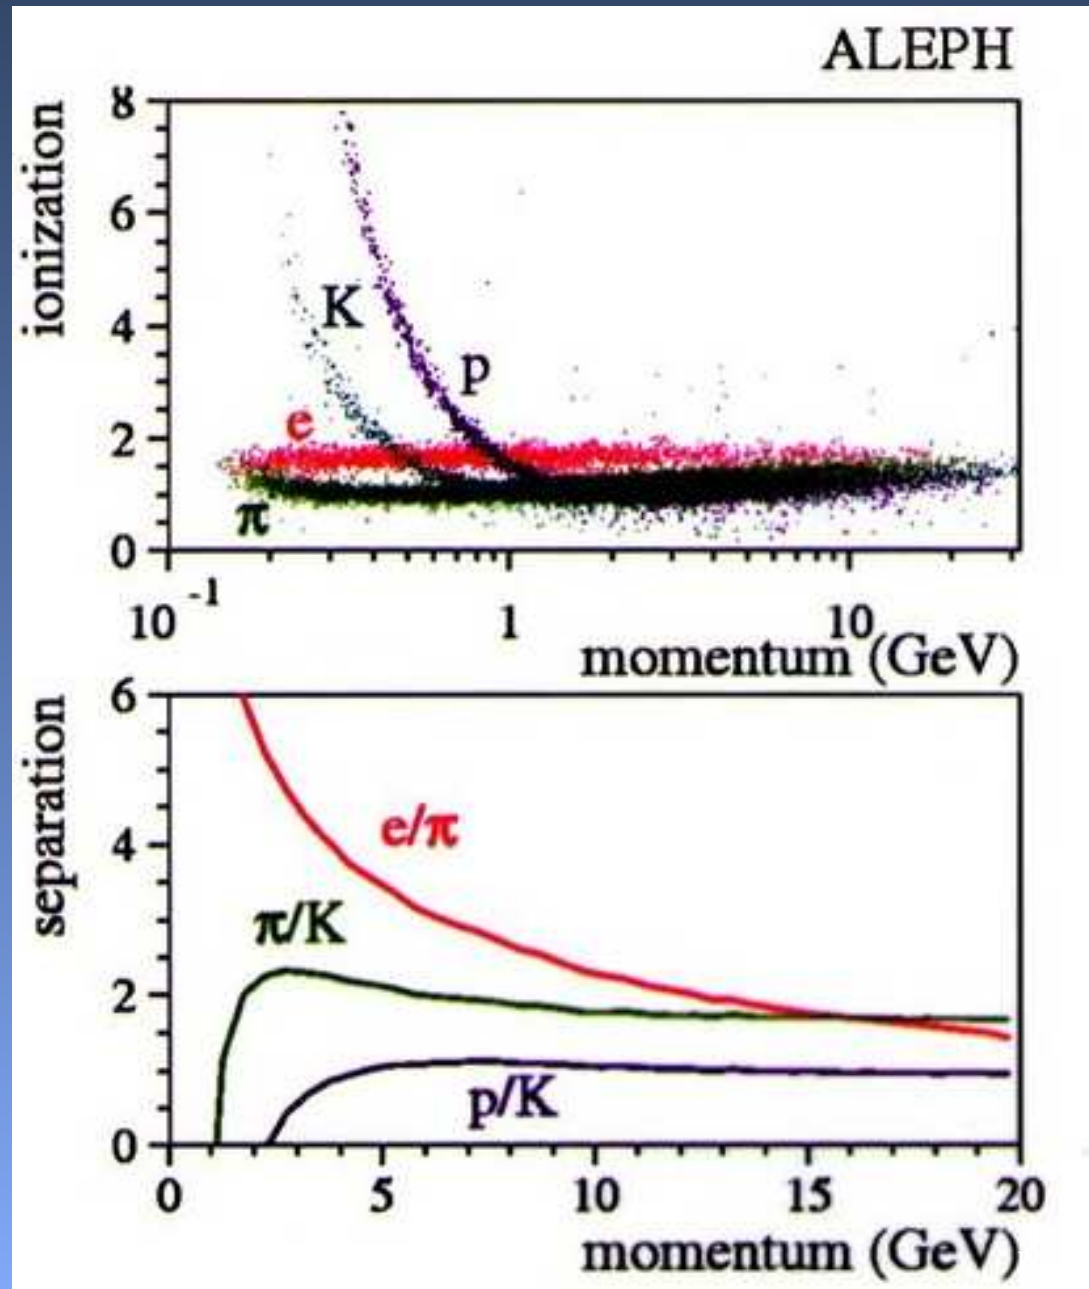 ALEPH
8
6
4
2
0
ionization
K
p
e
π
10⁻¹ 1 10
momentum (GeV)
6
4
2
0
separation
e/π
π/K
p/K
0 5 10 15 20
momentum (GeV)